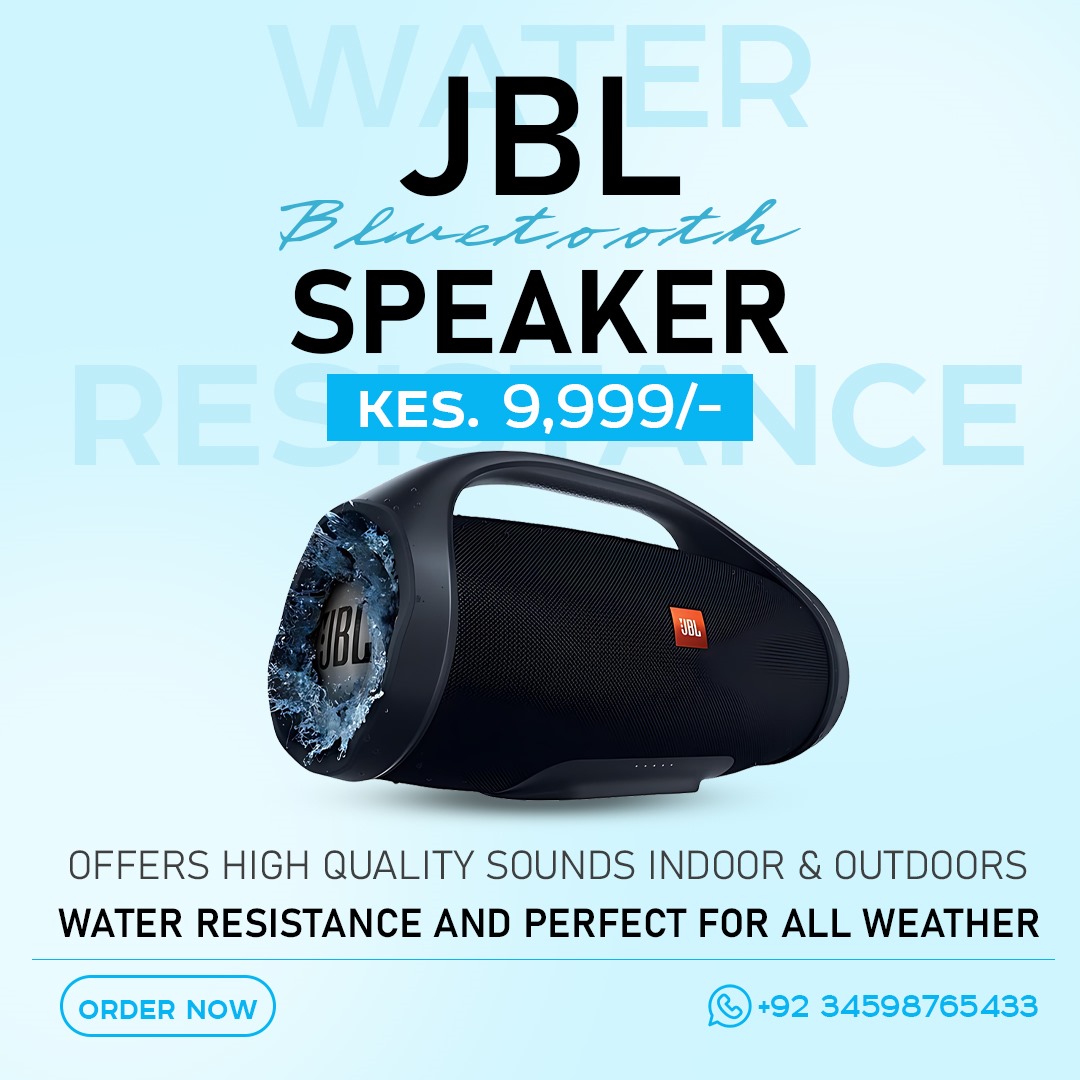 WATER
JBL
Bluetooth
SPEAKER
RESISTANCE
KES. 9,999/-
JBL
JBL
OFFERS HIGH QUALITY SOUNDS INDOOR & OUTDOORS
WATER RESISTANCE AND PERFECT FOR ALL WEATHER
ORDER NOW
+92 34598765433